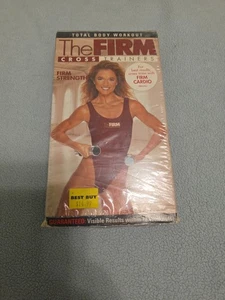 TOTAL BODY WORKOUT
The FIRM
CROSS TRAINERS
FIRM
STRENGTH
FIRM
CARDIO
FIRM
BEST BUY
GUARANTEED Visible Results